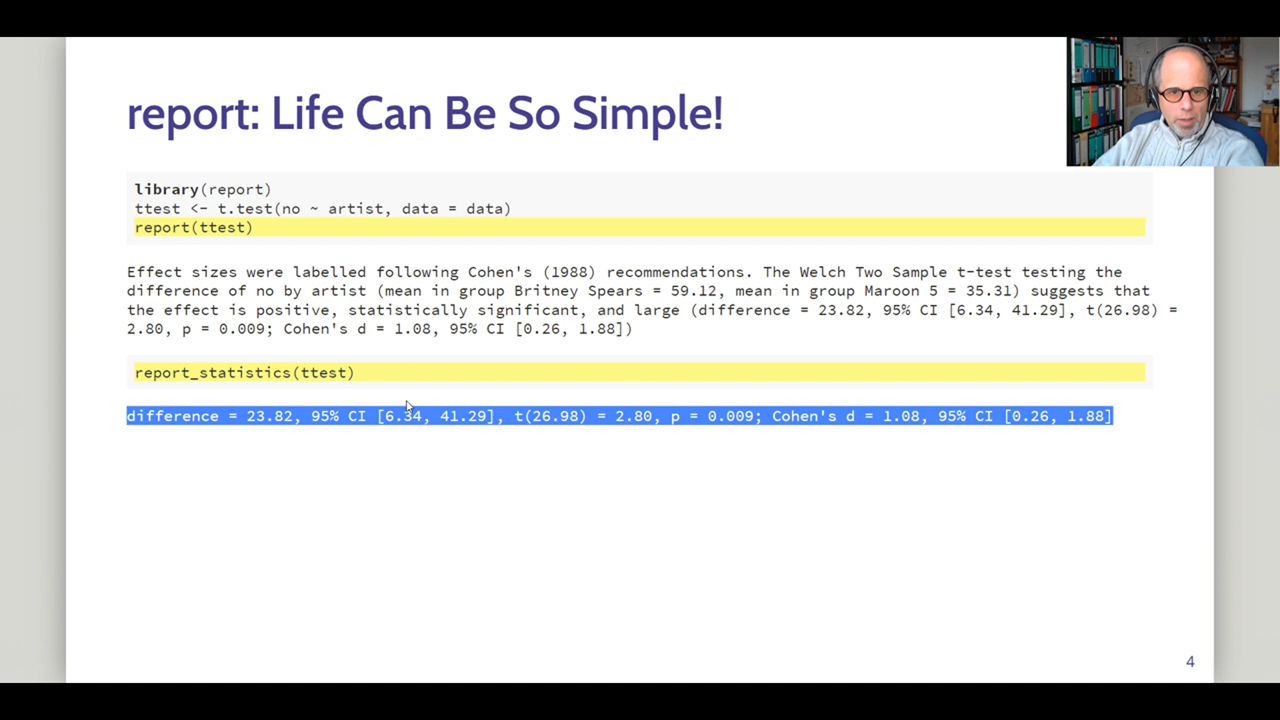 report: Life Can Be So Simple!
library(report)
ttest <- t.test(no ~ artist, data = data)
report(ttest)
Effect sizes were labelled following Cohen's (1988) recommendations. The Welch Two Sample t-test testing the
difference of no by artist (mean in group Britney Spears = 59.12, mean in group Maroon 5 = 35.31) suggests that
the effect is positive, statistically significant, and large (difference = 23.82, 95% CI [6.34, 41.29], t(26.98) =
2.80, p = 0.009; Cohen's d = 1.08, 95% CI [0.26, 1.88])
report_statistics(ttest)
difference = 23.82, 95% CI [6.34, 41.29], t(26.98) = 2.80, p = 0.009; Cohen's d = 1.08, 95% CI [0.26, 1.88]
4